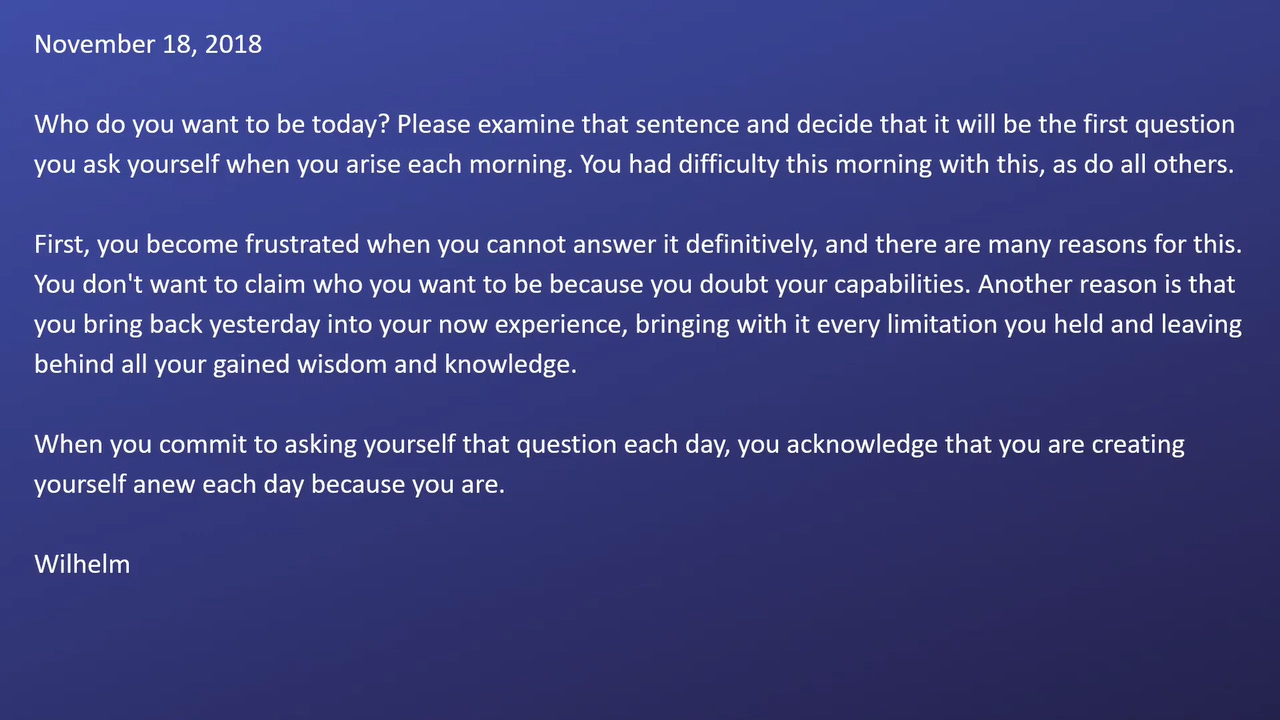 November 18, 2018
Who do you want to be today? Please examine that sentence and decide that it will be the first question
you ask yourself when you arise each morning. You had difficulty this morning with this, as do all others.
First, you become frustrated when you cannot answer it definitively, and there are many reasons for this.
You don't want to claim who you want to be because you doubt your capabilities. Another reason is that
you bring back yesterday into your now experience, bringing with it every limitation you held and leaving
behind all your gained wisdom and knowledge.
When you commit to asking yourself that question each day, you acknowledge that you are creating
yourself anew each day because you are.
Wilhelm